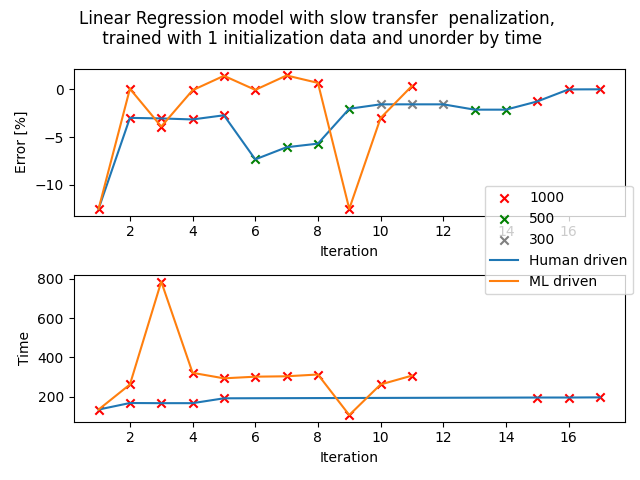 Linear Regression model with slow transfer  penalization,
trained with 1 initialization data and unorder by time
Error [%]
0
−5
−10
2 4 6 8 10 12 14 16
Iteration
1000
500
300
Human driven
ML driven
Time
800
600
400
200
2 4 6 8 10 12 14 16
Iteration